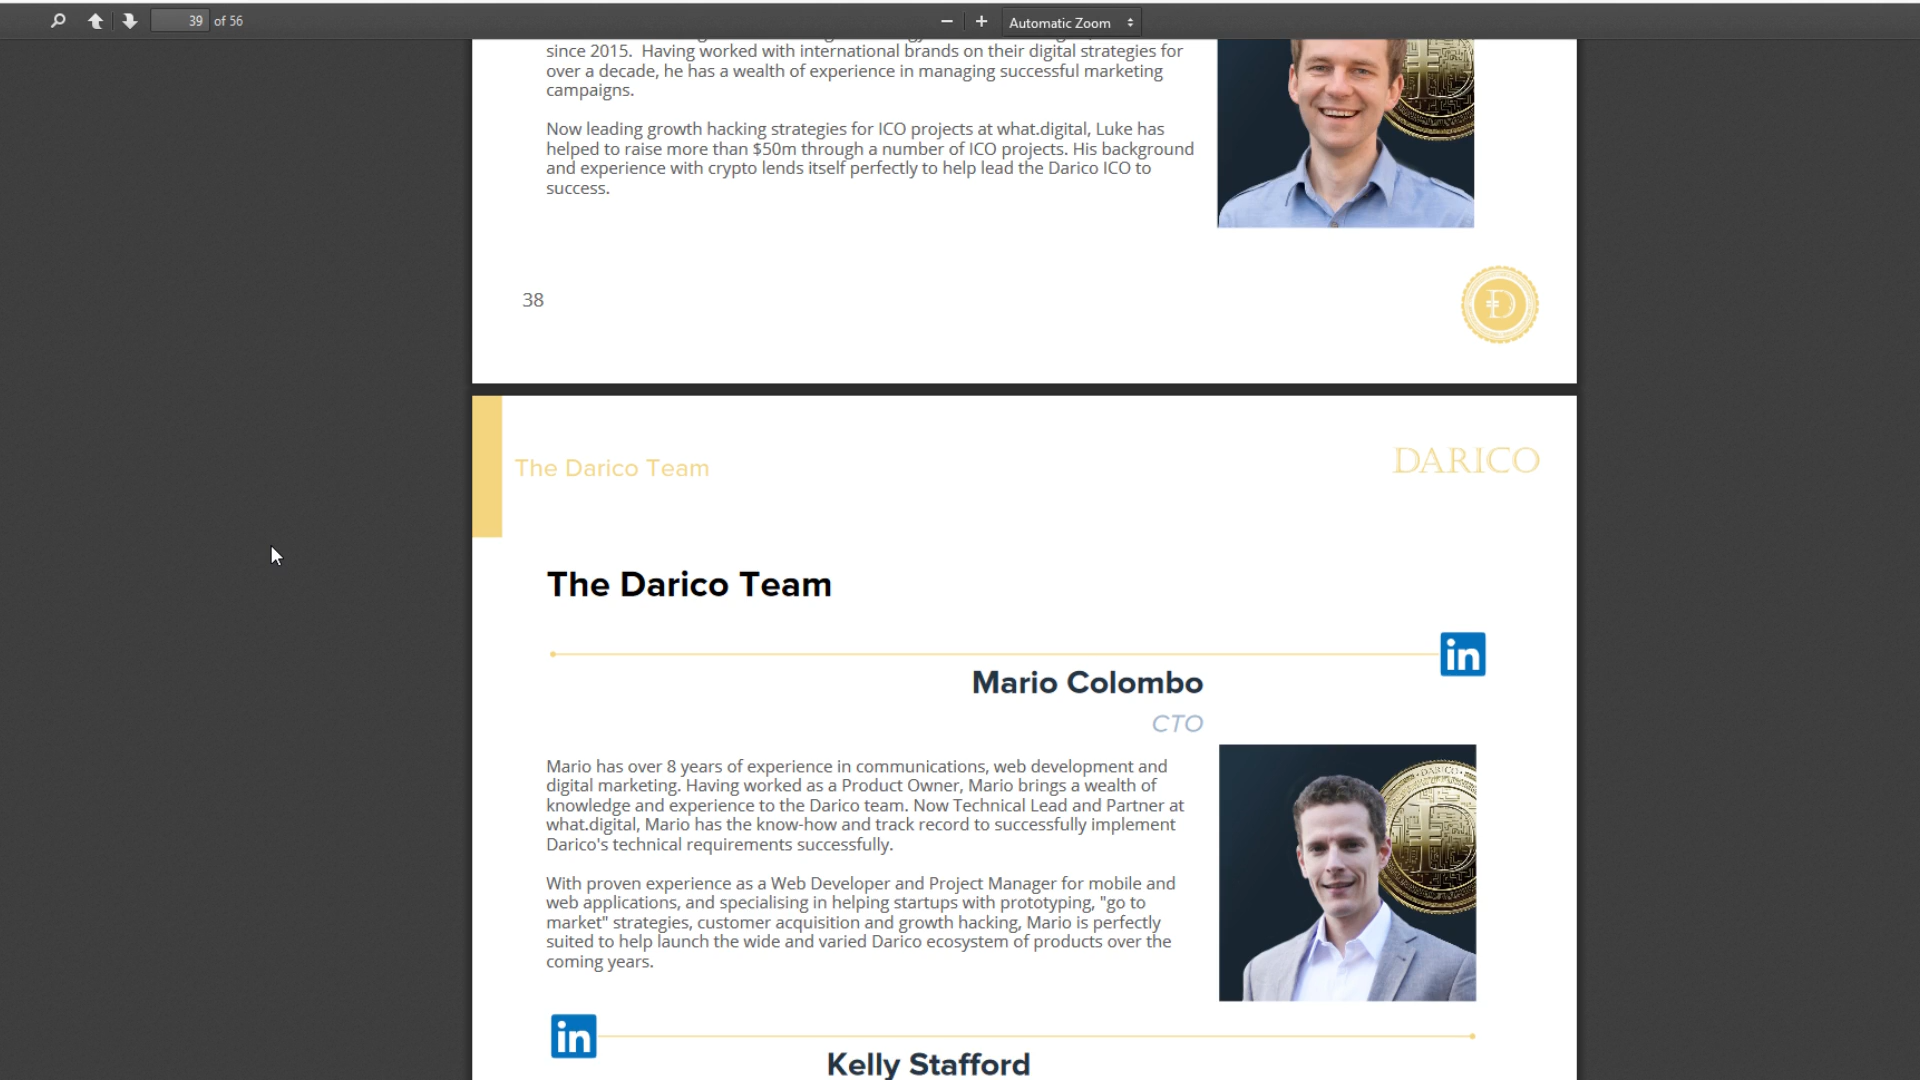 39 of 56
Automatic Zoom
since 2015. Having worked with international brands on their digital strategies for
over a decade, he has a wealth of experience in managing successful marketing
campaigns.
Now leading growth hacking strategies for ICO projects at what.digital, Luke has
helped to raise more than $50m through a number of ICO projects. His background
and experience with crypto lends itself perfectly to help lead the Darico ICO to
success.
38
The Darico Team
DARICO
The Darico Team
in
Mario Colombo
CTO
Mario has over 8 years of experience in communications, web development and
digital marketing. Having worked as a Product Owner, Mario brings a wealth of
knowledge and experience to the Darico team. Now Technical Lead and Partner at
what.digital, Mario has the know-how and track record to successfully implement
Darico's technical requirements successfully.
With proven experience as a Web Developer and Project Manager for mobile and
web applications, and specialising in helping startups with prototyping, "go to
market" strategies, customer acquisition and growth hacking, Mario is perfectly
suited to help launch the wide and varied Darico ecosystem of products over the
coming years.
DARICO
in
Kelly Stafford